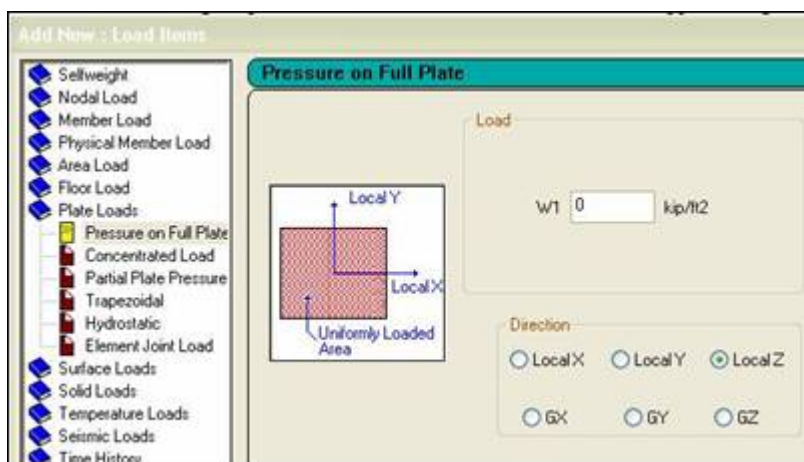 Add New : Load Items
Selfweight
Nodal Load
Member Load
Physical Member Load
Area Load
Floor Load
Plate Loads
Pressure on Full Plate
Concentrated Load
Partial Plate Pressure
Trapezoidal
Hydrostatic
Element Joint Load
Surface Loads
Solid Loads
Temperature Loads
Seismic Loads
Time History
Pressure on Full Plate
Load
W1 0 kip/ft2
Local Y
Local X
Uniformly Loaded
Area
Direction
Local X Local Y Local Z
GX GY GZ